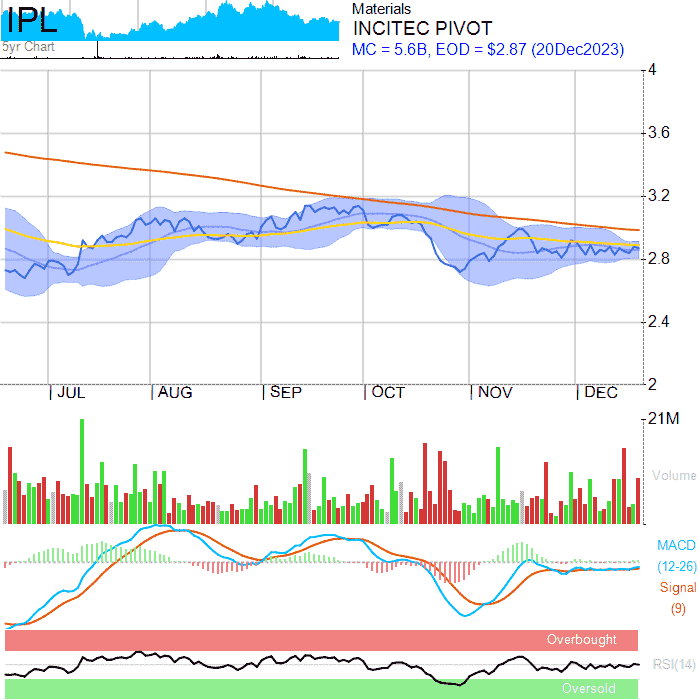 IPL
5yr Chart
Materials
INCITEC PIVOT
MC = 5.6B, EOD = $2.87 (20Dec2023)
4
3.6
3.2
2.8
2.4
2
JUL AUG SEP OCT NOV DEC
21M
Volume
MACD
(12-26)
Signal
(9)
Overbought
RSI(14)
Oversold